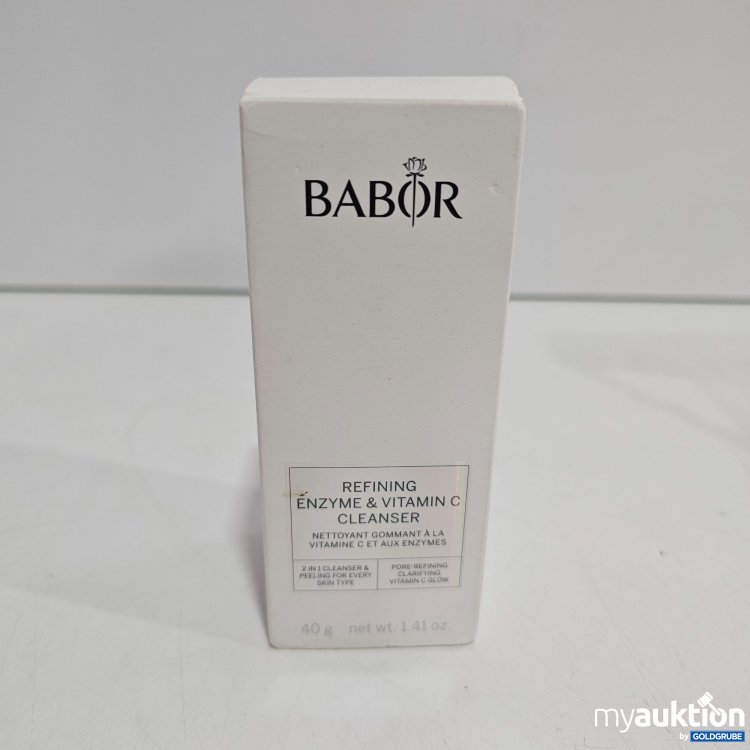 BABOR
REFINING
ENZYME & VITAMIN C
CLEANSER
NETTOYANT GOMMANT À LA
VITAMINE C ET AUX ENZYMES
2 IN 1 CLEANSER &
PEELING FOR EVERY
SKIN TYPE
PORE-REFINING
CLARIFYING
VITAMIN C GLOW
40 g net wt. 1.41 oz.
myauktion
by GOLDGRUBE